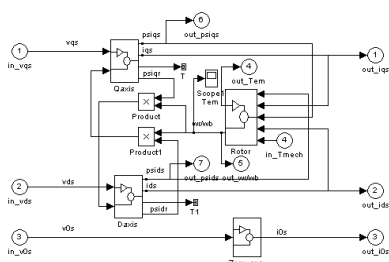 6
psiqs
out_psiqs
1
vqs
iqs
4
1
in_vqs
psiqr
T
out_Tem
out_iqs
Qaxis
Scope1
Tem
Product
wr/wb
4
Product1
Rotor
in_Tmech
psids
7
5
out_psids
out_wr/wb
2
vds
ids
2
in_vds
psidr
T1
out_ids
Daxis
3
v0s
i0s
3
in_v0s
out_i0s